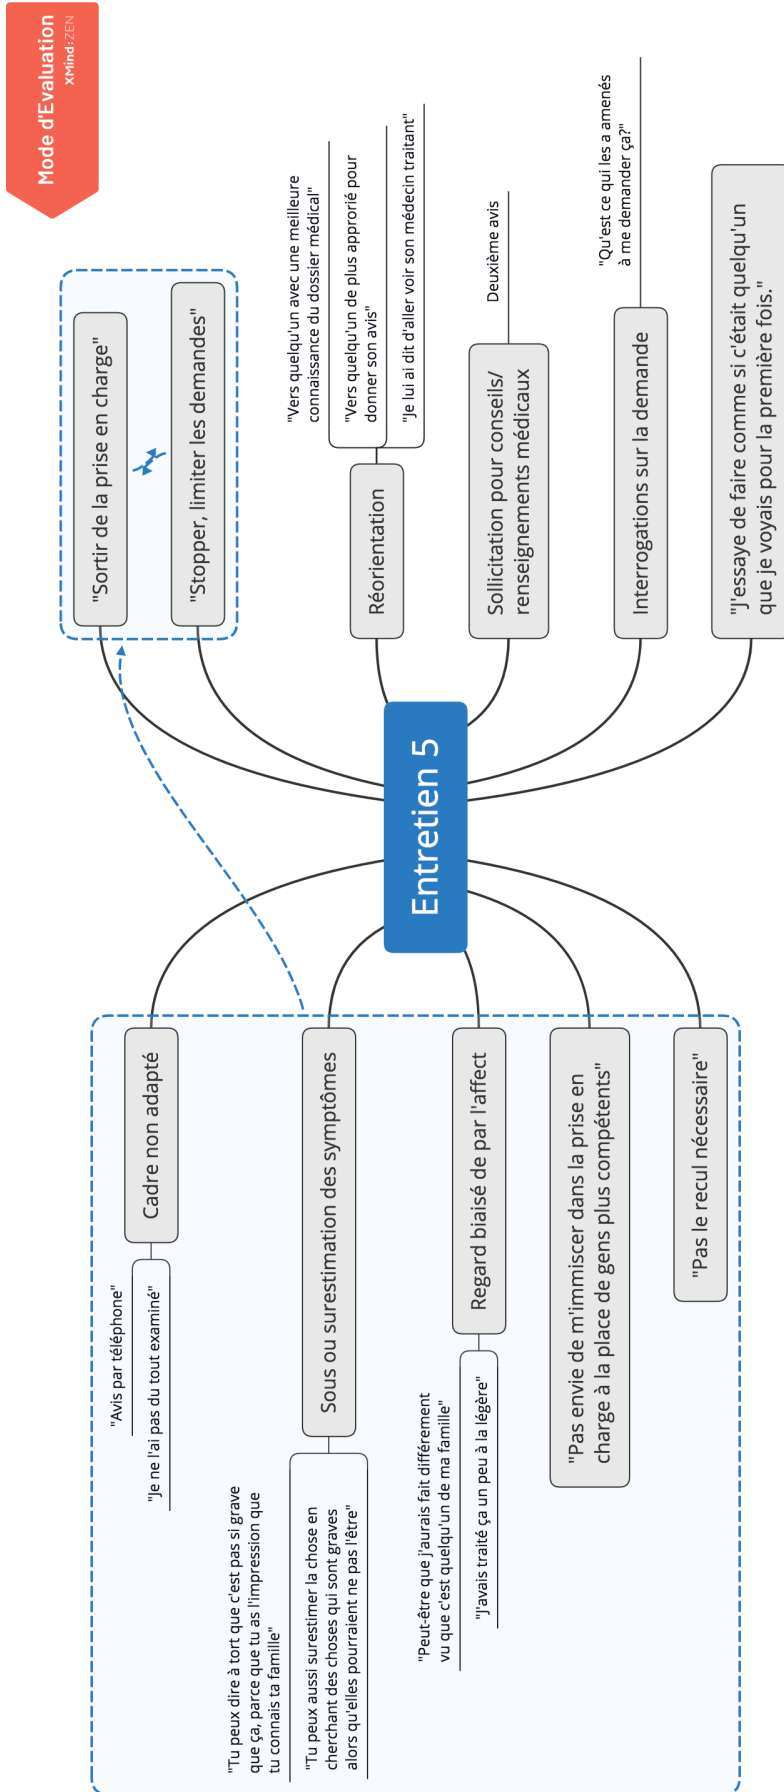 Mode d'Evaluation
XMind:ZEN
Entretien 5
Cadre non adapté
"Avis par téléphone"
"Je ne l'ai pas du tout examiné"
Sous ou surestimation des symptômes
"Tu peux dire à tort que c'est pas si grave
que ça, parce que tu as l'impression que
tu connais ta famille"
"Tu peux aussi surestimer la chose en
cherchant des choses qui sont graves
alors qu'elles pourraient ne pas l'être"
Regard biaisé de par l'affect
"Peut-être que j'aurais fait différement
vu que c'est quelqu'un de ma famille"
"J'avais traité ça un peu à la légère"
"Pas envie de m'immiscer dans la prise en
charge à la place de gens plus compétents"
"Pas le recul nécessaire"
"Sortir de la prise en charge"
"Stopper, limiter les demandes"
Réorientation
"Vers quelqu'un avec une meilleure
connaissance du dossier médical"
"Vers quelqu'un de plus approrié pour
donner son avis"
"Je lui ai dit d'aller voir son médecin traitant"
Sollicitation pour conseils/
renseignements médicaux
Deuxième avis
Interrogations sur la demande
"Qu'est ce qui les a amenés
à me demander ça?"
"J'essaye de faire comme si c'était quelqu'un
que je voyais pour la première fois."